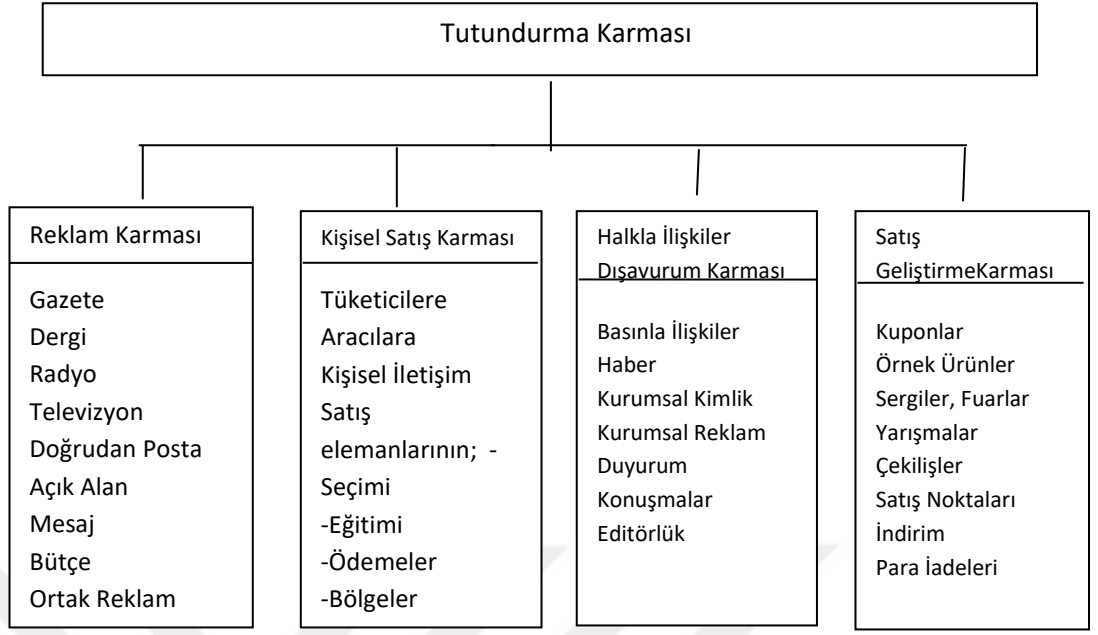 Tutundurma Karması
Reklam Karması
Gazete
Dergi
Radyo
Televizyon
Doğrudan Posta
Açık Alan
Mesaj
Bütçe
Ortak Reklam
Kişisel Satış Karması
Tüketicilere
Aracılara
Kişisel İletişim
Satış
elemanlarının; -
Seçimi
-Eğitimi
-Ödemeler
-Bölgeler
Halkla İlişkiler
Dışavurum Karması
Basınla İlişkiler
Haber
Kurumsal Kimlik
Kurumsal Reklam
Duyurum
Konuşmalar
Editörlük
Satış
GeliştirmeKarması
Kuponlar
Örnek Ürünler
Sergiler, Fuarlar
Yarışmalar
Çekilişler
Satış Noktaları
İndirim
Para İadeleri